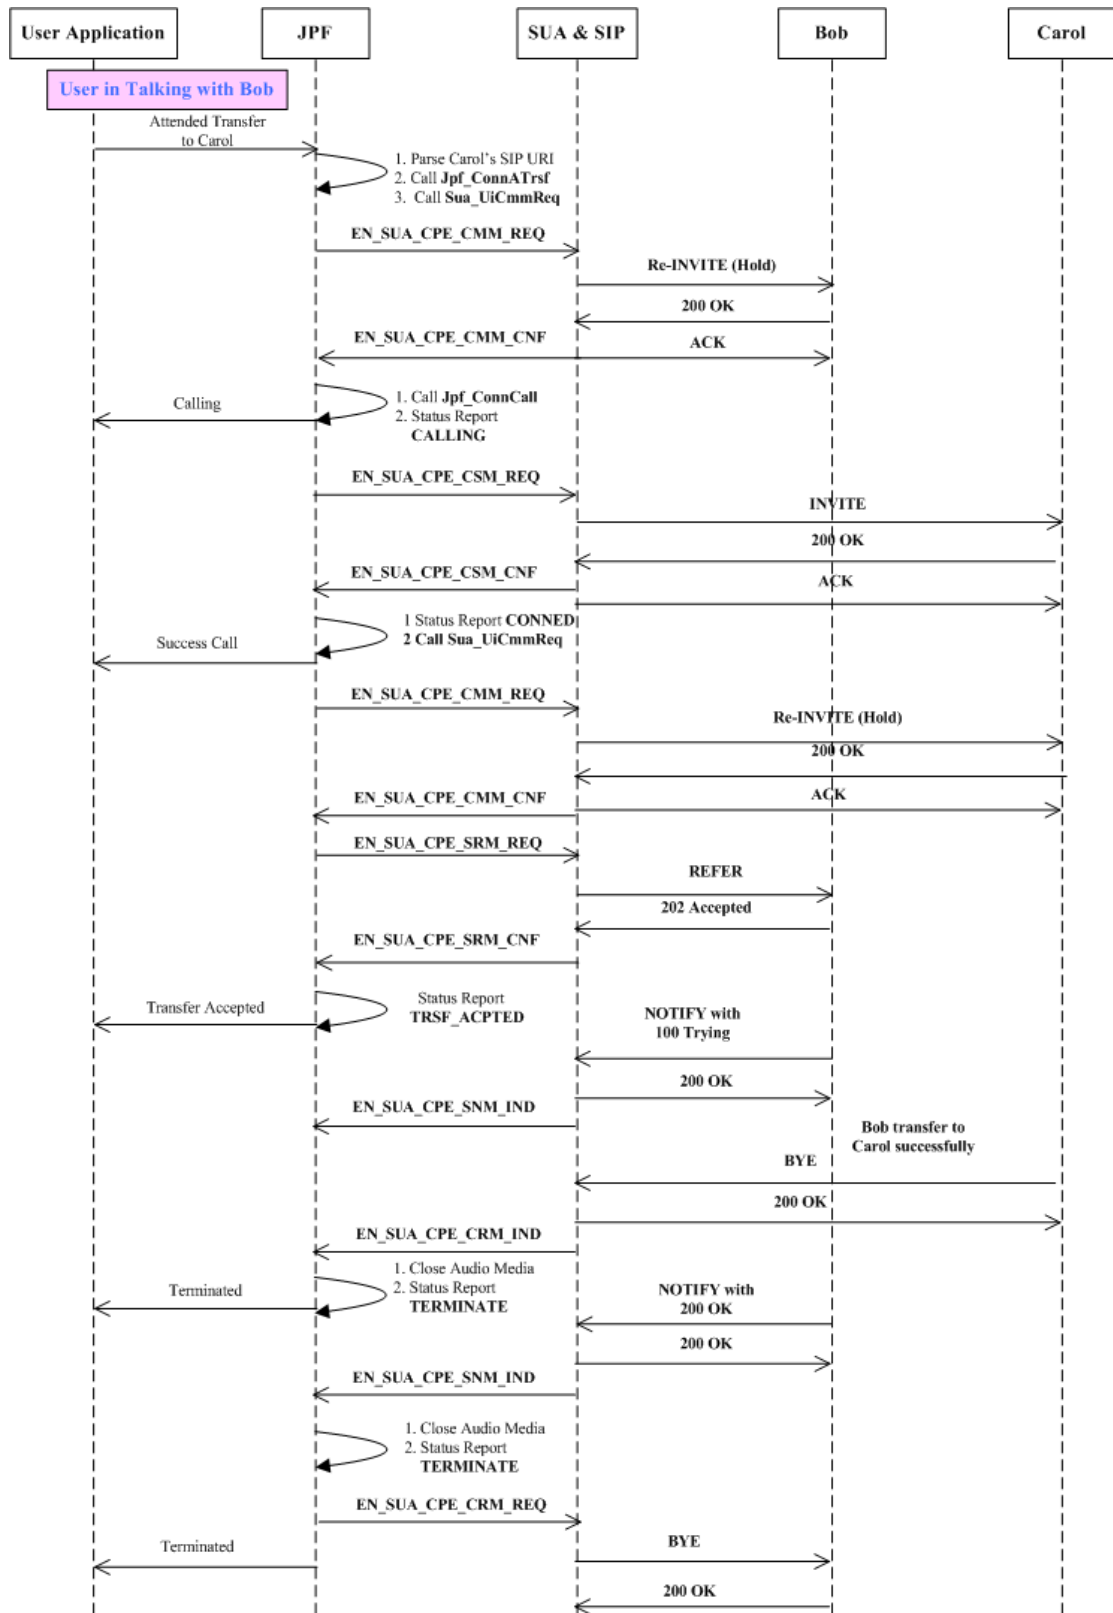 User Application
JPF
SUA & SIP
Bob
Carol
User in Talking with Bob
Attended Transfer
to Carol
1. Parse Carol's SIP URI
2. Call Jpf_ConnATrsf
3. Call Sua_UiCmmReq
EN_SUA_CPE_CMM_REQ
Re-INVITE (Hold)
200 OK
EN_SUA_CPE_CMM_CNF
ACK
Calling
1. Call Jpf_ConnCall
2. Status Report
CALLING
EN_SUA_CPE_CSM_REQ
INVITE
200 OK
EN_SUA_CPE_CSM_CNF
ACK
1 Status Report CONNED
2 Call Sua_UiCmmReq
Success Call
EN_SUA_CPE_CMM_REQ
Re-INVITE (Hold)
200 OK
EN_SUA_CPE_CMM_CNF
ACK
EN_SUA_CPE_SRM_REQ
REFER
202 Accepted
EN_SUA_CPE_SRM_CNF
Transfer Accepted
Status Report
TRSF_ACPTED
NOTIFY with
100 Trying
200 OK
EN_SUA_CPE_SNM_IND
Bob transfer to
Carol successfully
BYE
200 OK
EN_SUA_CPE_CRM_IND
1. Close Audio Media
2. Status Report
TERMINATE
Terminated
NOTIFY with
200 OK
200 OK
EN_SUA_CPE_SNM_IND
1. Close Audio Media
2. Status Report
TERMINATE
EN_SUA_CPE_CRM_REQ
Terminated
BYE
200 OK